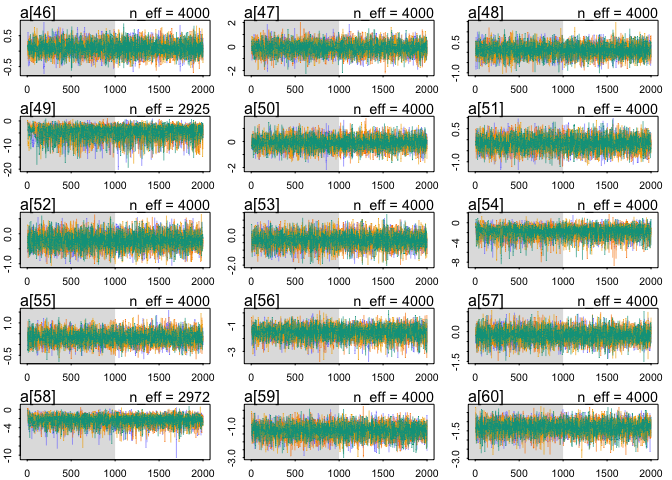 a[46] n_eff = 4000 a[47] n_eff = 4000 a[48] n_eff = 4000
0.5 -0.5 2 0 -2 -1.0
0 500 1000 1500 2000 0 500 1000 1500 2000 0 500 1000 1500 2000
a[49] n_eff = 2925 a[50] n_eff = 4000 a[51] n_eff = 4000
0 -10 -20 0 -2 0.5 -1.0
0 500 1000 1500 2000 0 500 1000 1500 2000 0 500 1000 1500 2000
a[52] n_eff = 4000 a[53] n_eff = 4000 a[54] n_eff = 4000
0.0 -1.0 0.0 -2.0 0 -4 -8
0 500 1000 1500 2000 0 500 1000 1500 2000 0 500 1000 1500 2000
a[55] n_eff = 4000 a[56] n_eff = 4000 a[57] n_eff = 4000
1.0 -0.5 -1 -3 0.0 -1.5
0 500 1000 1500 2000 0 500 1000 1500 2000 0 500 1000 1500 2000
a[58] n_eff = 2972 a[59] n_eff = 4000 a[60] n_eff = 4000
0 -4 -10 -1.0 -3.0 -1.5 -3.0
0 500 1000 1500 2000 0 500 1000 1500 2000 0 500 1000 1500 2000